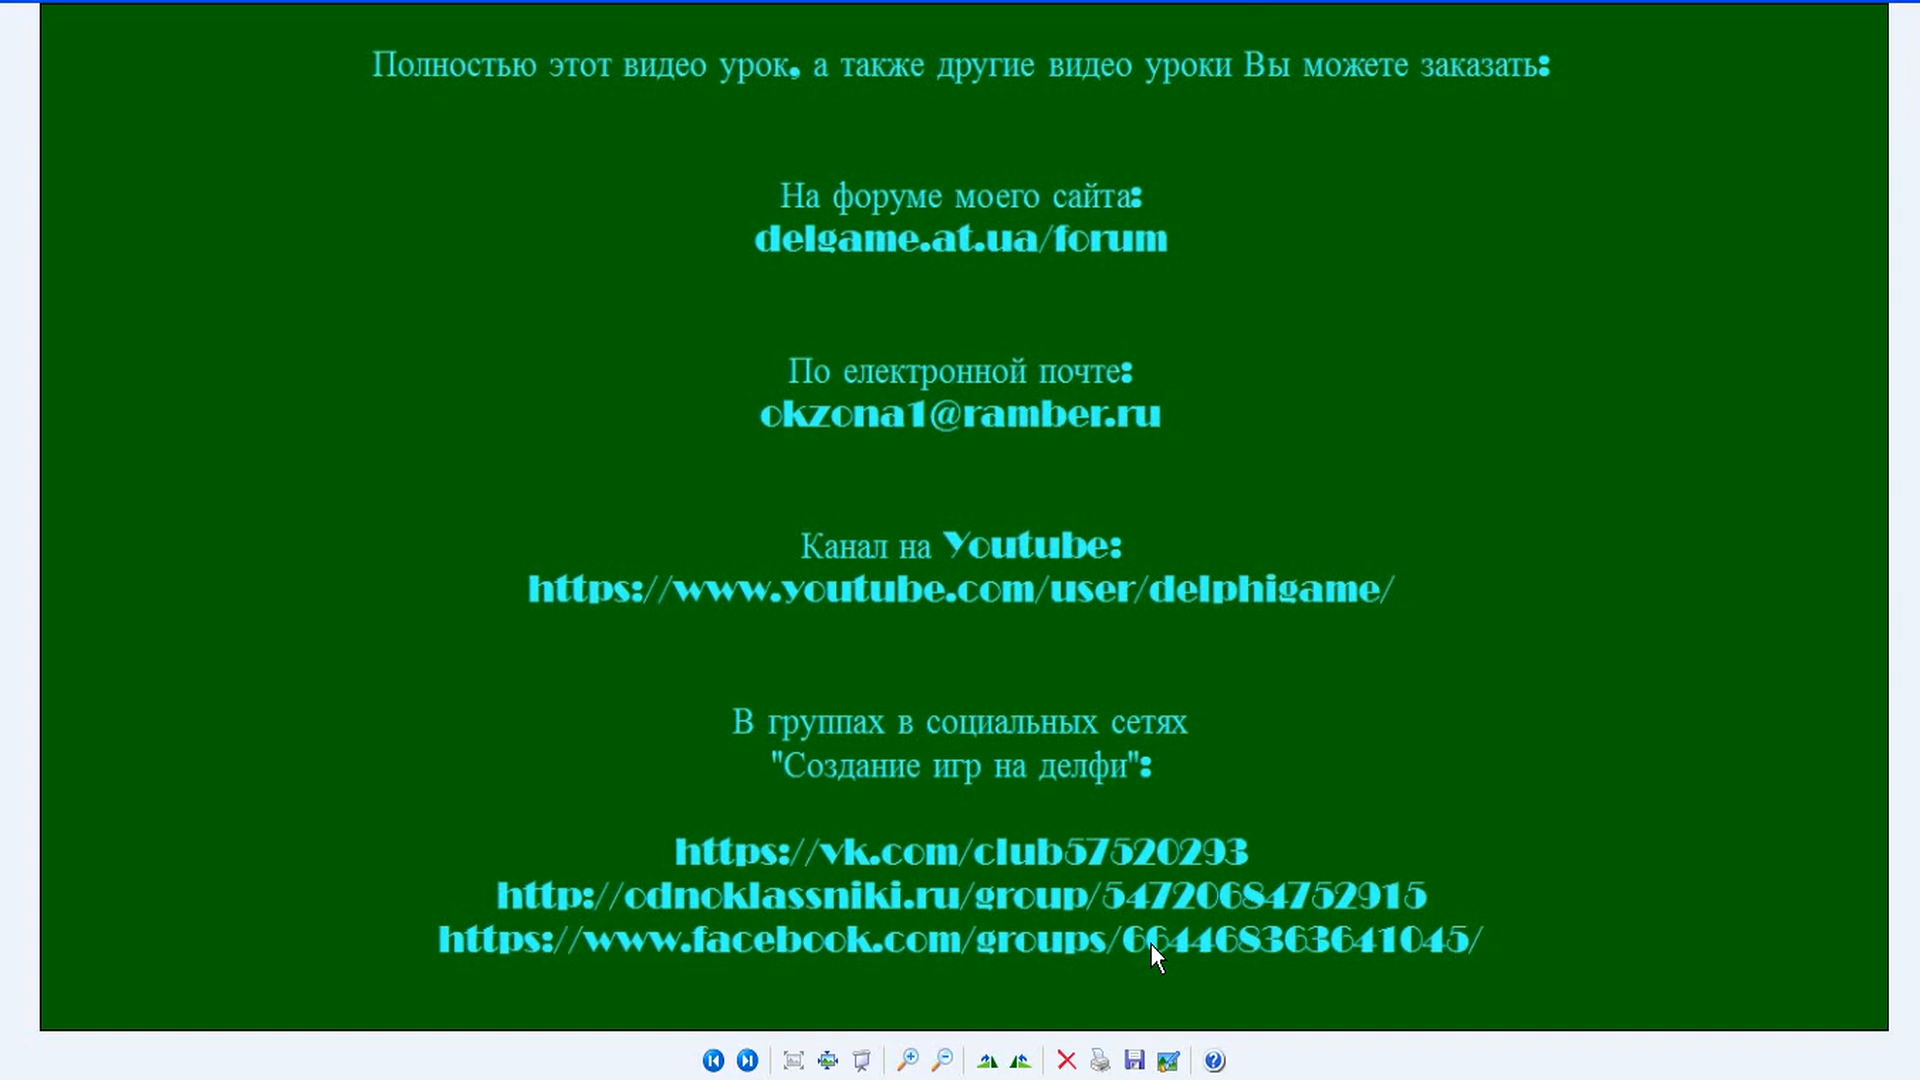 Полностью этот видео урок, а также другие видео уроки Вы можете заказать:
На форуме моего сайта:
delgame.at.ua/forum
По електронной почте:
okzona1@ramber.ru
Канал на Youtube:
https://www.youtube.com/user/delphigame/
В группах в социальных сетях
"Создание игр на делфи":
https://vk.com/club57520293
http://odnoklassniki.ru/group/54720684752915
https://www.facebook.com/groups/664468363641045/